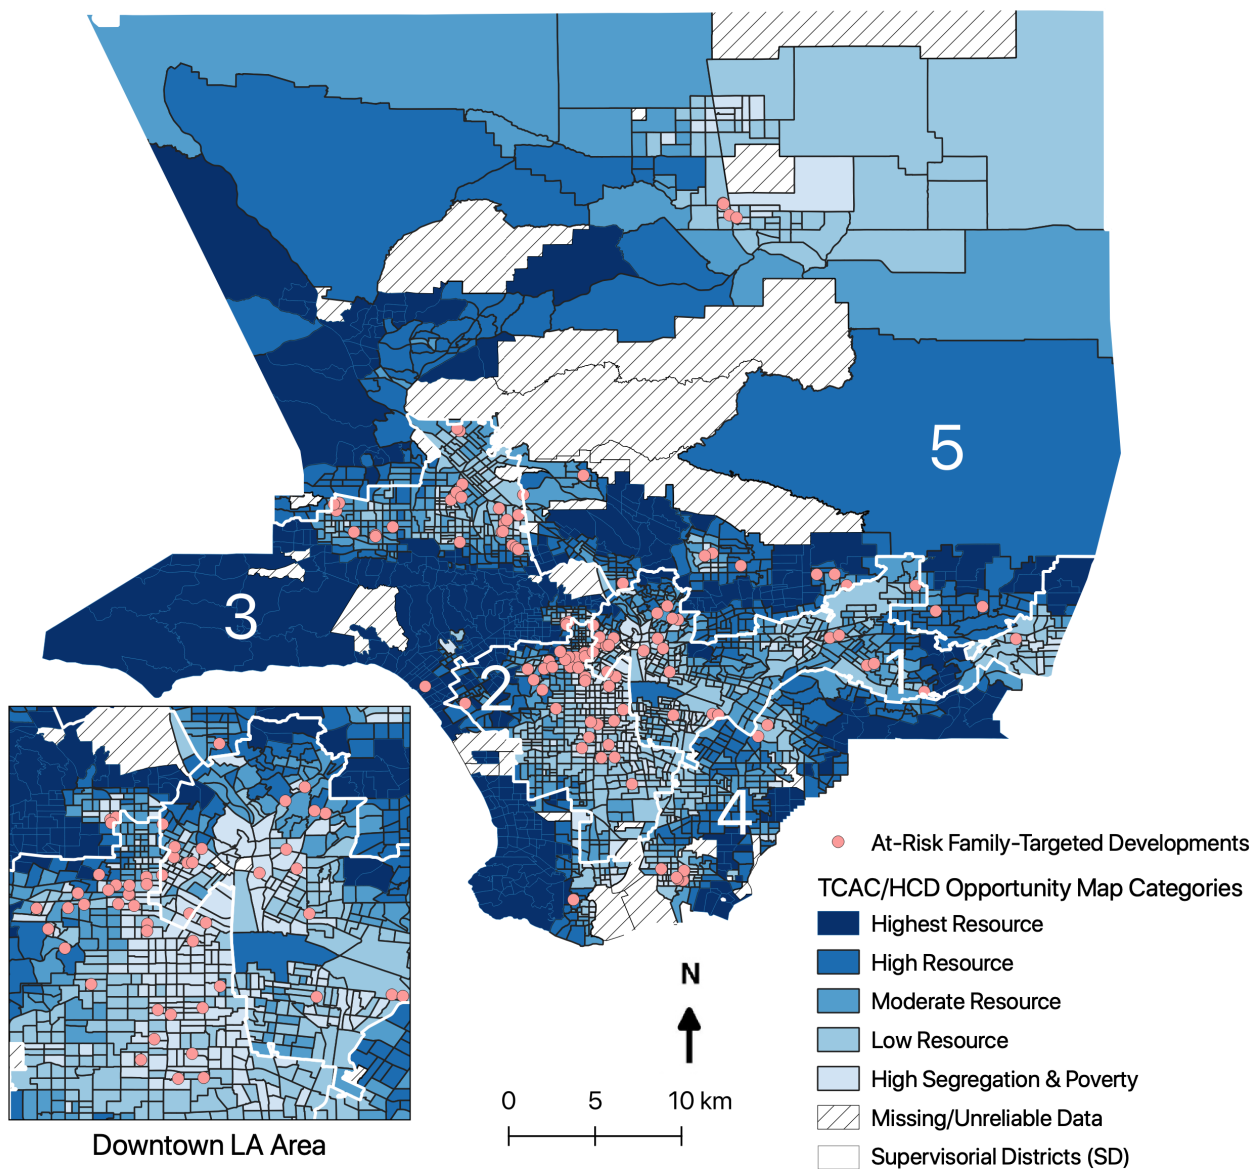 5
3
2
1
4
At-Risk Family-Targeted Developments
TCAC/HCD Opportunity Map Categories
Highest Resource
High Resource
Moderate Resource
Low Resource
High Segregation & Poverty
Missing/Unreliable Data
Supervisorial Districts (SD)
N
0 5 10 km
Downtown LA Area